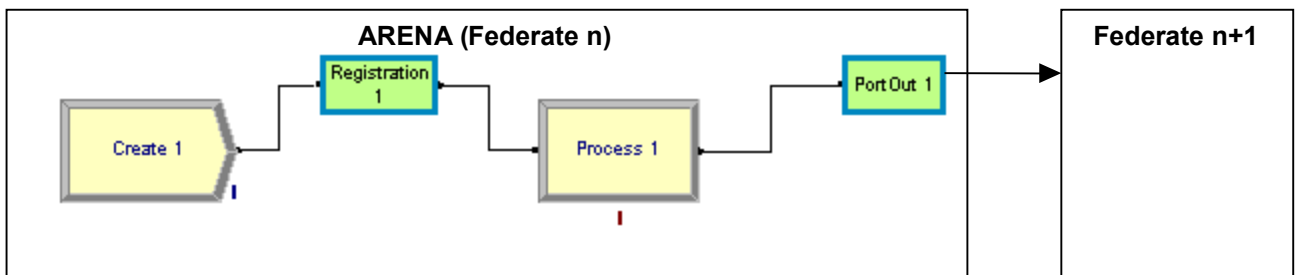 ARENA (Federate n)
Federate n+1
Registration
1
Port Out 1
Create 1
Process 1